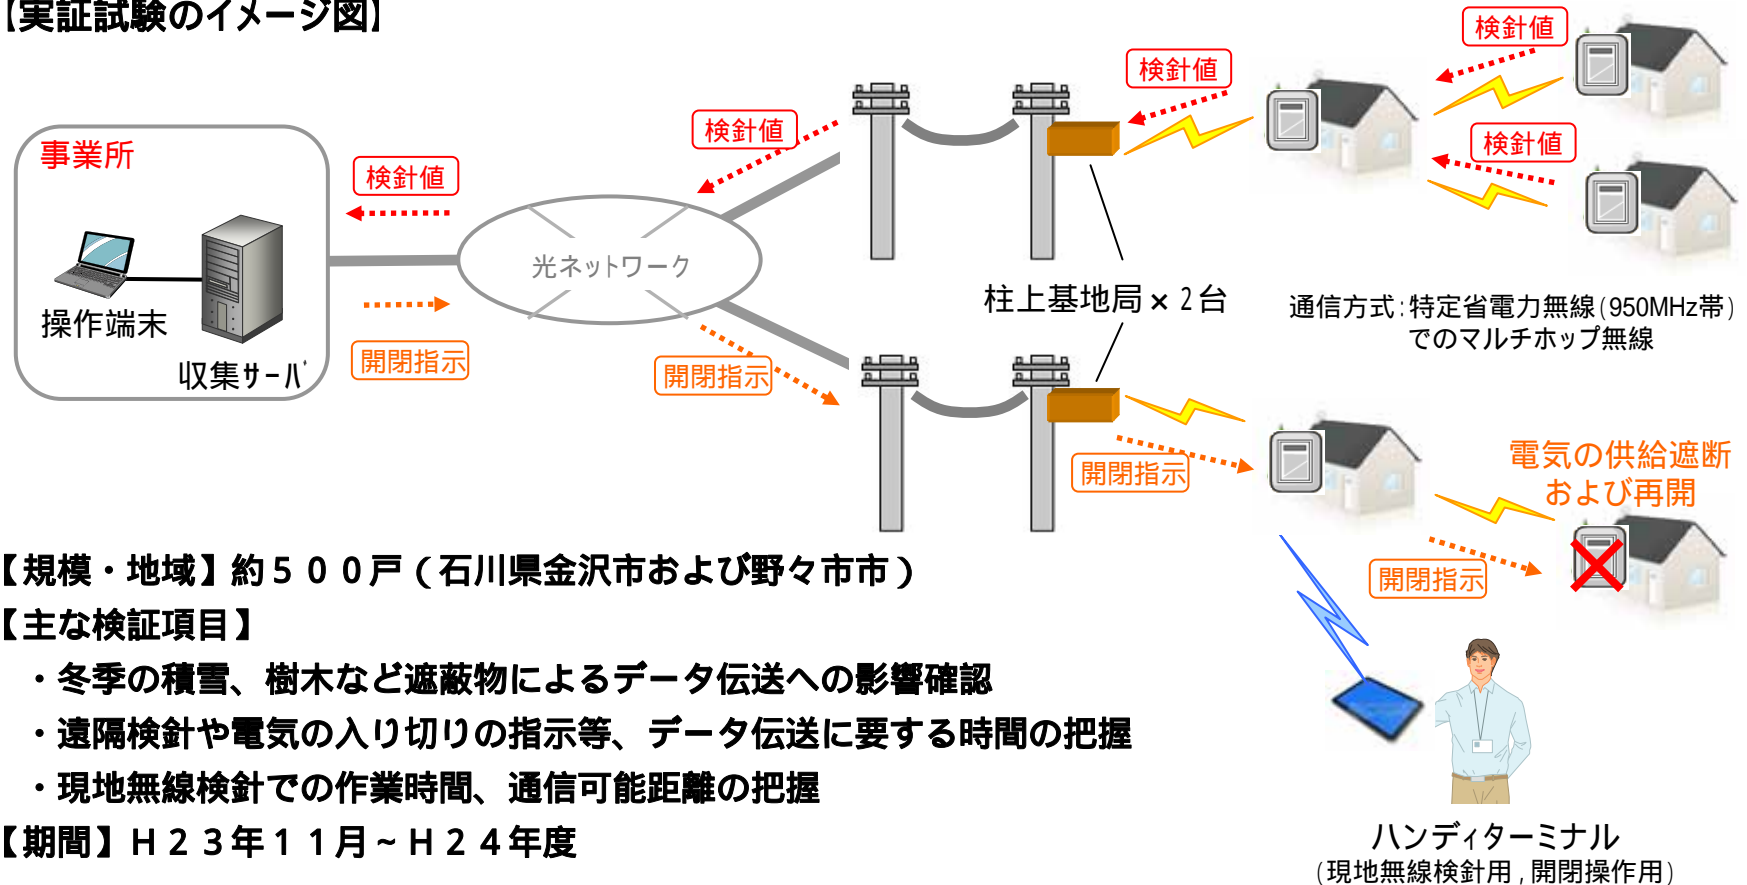 【実証試験のイメージ図】
検針値
検針値
検針値
検針値
検針値
事業所
操作端末
収集サーバ
光ネットワーク
開閉指示
開閉指示
柱上基地局×2台
通信方式:特定省電力無線(950MHz帯)
でのマルチホップ無線
開閉指示
電気の供給遮断
および再開
開閉指示
【規模・地域】約500戸(石川県金沢市および野々市市)
【主な検証項目】
・冬季の積雪、樹木など遮蔽物によるデータ伝送への影響確認
・遠隔検針や電気の入り切りの指示等、データ伝送に要する時間の把握
・現地無線検針での作業時間、通信可能距離の把握
【期間】H23年11月~H24年度
ハンディターミナル
(現地無線検針用,開閉操作用)